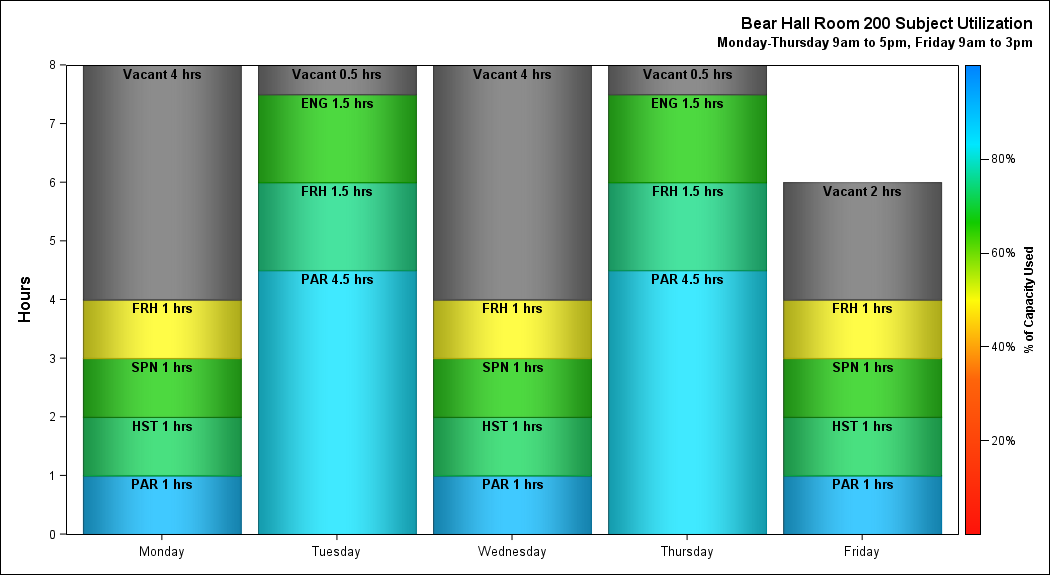 Bear Hall Room 200 Subject Utilization
Monday-Thursday 9am to 5pm, Friday 9am to 3pm
Hours
8
7
6
5
4
3
2
1
0
Vacant 4 hrs
FRH 1 hrs
SPN 1 hrs
HST 1 hrs
PAR 1 hrs
Monday
Vacant 0.5 hrs
ENG 1.5 hrs
FRH 1.5 hrs
PAR 4.5 hrs
Tuesday
Vacant 4 hrs
FRH 1 hrs
SPN 1 hrs
HST 1 hrs
PAR 1 hrs
Wednesday
Vacant 0.5 hrs
ENG 1.5 hrs
FRH 1.5 hrs
PAR 4.5 hrs
Thursday
Vacant 2 hrs
FRH 1 hrs
SPN 1 hrs
HST 1 hrs
PAR 1 hrs
Friday
80%
60%
40%
20%
% of Capacity Used